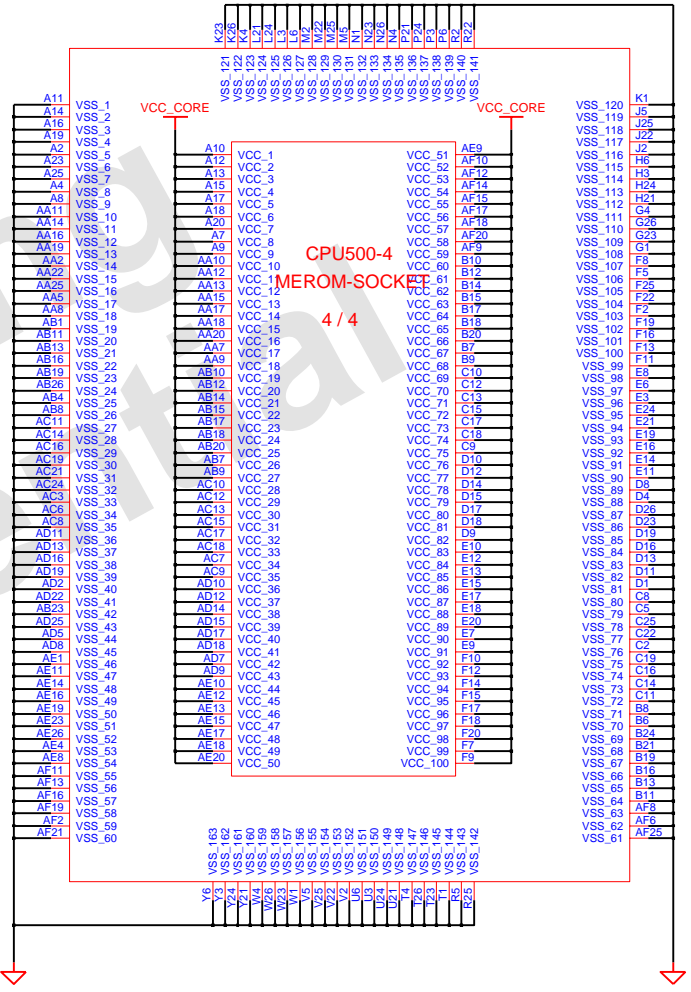 K23 VSS_121
K26 VSS_122
K4 VSS_123
L21 VSS_124
L24 VSS_125
L3 VSS_126
L6 VSS_127
M2 VSS_128
M22 VSS_129
M25 VSS_130
M5 VSS_131
N1 VSS_132
N23 VSS_133
N26 VSS_134
N4 VSS_135
P21 VSS_136
P24 VSS_137
P3 VSS_138
P6 VSS_139
R2 VSS_140
R22 VSS_141
A11 VSS_1
A14 VSS_2
A16 VSS_3
A19 VSS_4
A2 VSS_5
A23 VSS_6
A25 VSS_7
A4 VSS_8
A8 VSS_9
AA11 VSS_10
AA14 VSS_11
AA16 VSS_12
AA19 VSS_13
AA2 VSS_14
AA22 VSS_15
AA25 VSS_16
AA5 VSS_17
AA8 VSS_18
AB1 VSS_19
AB11 VSS_20
AB13 VSS_21
AB16 VSS_22
AB19 VSS_23
AB26 VSS_24
AB4 VSS_25
AB8 VSS_26
AC11 VSS_27
AC14 VSS_28
AC16 VSS_29
AC19 VSS_30
AC21 VSS_31
AC24 VSS_32
AC3 VSS_33
AC6 VSS_34
AC8 VSS_35
AD11 VSS_36
AD13 VSS_37
AD16 VSS_38
AD19 VSS_39
AD2 VSS_40
AD22 VSS_41
AB23 VSS_42
AD25 VSS_43
AD5 VSS_44
AD8 VSS_45
AE1 VSS_46
AE11 VSS_47
AE14 VSS_48
AE16 VSS_49
AE19 VSS_50
AE23 VSS_51
AE26 VSS_52
AE4 VSS_53
AE8 VSS_54
AF11 VSS_55
AF13 VSS_56
AF16 VSS_57
AF19 VSS_58
AF2 VSS_59
AF21 VSS_60
VCC_CORE
A10 VCC_1
A12 VCC_2
A13 VCC_3
A15 VCC_4
A17 VCC_5
A18 VCC_6
A20 VCC_7
A7 VCC_8
A9 VCC_9
AA10 VCC_10
AA12 VCC_11
AA13 VCC_12
AA15 VCC_13
AA17 VCC_14
AA18 VCC_15
AA20 VCC_16
AA7 VCC_17
AA9 VCC_18
AB10 VCC_19
AB12 VCC_20
AB14 VCC_21
AB15 VCC_22
AB17 VCC_23
AB18 VCC_24
AB20 VCC_25
AB7 VCC_26
AB9 VCC_27
AC10 VCC_28
AC12 VCC_29
AC13 VCC_30
AC15 VCC_31
AC17 VCC_32
AC18 VCC_33
AC7 VCC_34
AC9 VCC_35
AD10 VCC_36
AD12 VCC_37
AD14 VCC_38
AD15 VCC_39
AD17 VCC_40
AD18 VCC_41
AD7 VCC_42
AD9 VCC_43
AE10 VCC_44
AE12 VCC_45
AE13 VCC_46
AE15 VCC_47
AE17 VCC_48
AE18 VCC_49
AE20 VCC_50
CPU500-4
MEROM-SOCKET
4 / 4
VCC_CORE
VCC_51 AE9
VCC_52 AF10
VCC_53 AF12
VCC_54 AF14
VCC_55 AF15
VCC_56 AF17
VCC_57 AF18
VCC_58 AF20
VCC_59 AF9
VCC_60 B10
VCC_61 B12
VCC_62 B14
VCC_63 B15
VCC_64 B17
VCC_65 B18
VCC_66 B20
VCC_67 B7
VCC_68 B9
VCC_69 C10
VCC_70 C12
VCC_71 C13
VCC_72 C15
VCC_73 C17
VCC_74 C18
VCC_75 C9
VCC_76 D10
VCC_77 D12
VCC_78 D14
VCC_79 D15
VCC_80 D17
VCC_81 D18
VCC_82 D9
VCC_83 E10
VCC_84 E12
VCC_85 E13
VCC_86 E15
VCC_87 E17
VCC_88 E18
VCC_89 E20
VCC_90 E7
VCC_91 E9
VCC_92 F10
VCC_93 F12
VCC_94 F14
VCC_95 F15
VCC_96 F17
VCC_97 F18
VCC_98 F20
VCC_99 F7
VCC_100 F9
VSS_120 K1
VSS_119 J5
VSS_118 J25
VSS_117 J22
VSS_116 J2
VSS_115 H6
VSS_114 H3
VSS_113 H24
VSS_112 H21
VSS_111 G4
VSS_110 G26
VSS_109 G23
VSS_108 G1
VSS_107 F8
VSS_106 F5
VSS_105 F25
VSS_104 F22
VSS_103 F2
VSS_102 F19
VSS_101 F16
VSS_100 F13
VSS_99 F11
VSS_98 E8
VSS_97 E6
VSS_96 E3
VSS_95 E24
VSS_94 E21
VSS_93 E19
VSS_92 E16
VSS_91 E14
VSS_90 E11
VSS_89 D8
VSS_88 D4
VSS_87 D26
VSS_86 D23
VSS_85 D19
VSS_84 D16
VSS_83 D13
VSS_82 D11
VSS_81 D1
VSS_80 C8
VSS_79 C5
VSS_78 C25
VSS_77 C22
VSS_76 C2
VSS_75 C19
VSS_74 C16
VSS_73 C14
VSS_72 C11
VSS_71 B8
VSS_70 B6
VSS_69 B24
VSS_68 B21
VSS_67 B19
VSS_66 B16
VSS_65 B13
VSS_64 B11
VSS_63 AF8
VSS_62 AF6
VSS_61 AF25
VSS_163 Y6
VSS_162 Y3
VSS_161 Y24
VSS_160 Y21
VSS_159 W4
VSS_158 W26
VSS_157 W23
VSS_156 W1
VSS_155 V5
VSS_154 V25
VSS_153 V22
VSS_152 V2
VSS_151 U6
VSS_150 U3
VSS_149 U24
VSS_148 U21
VSS_147 T4
VSS_146 T26
VSS_145 T23
VSS_144 T1
VSS_143 R5
VSS_142 R25